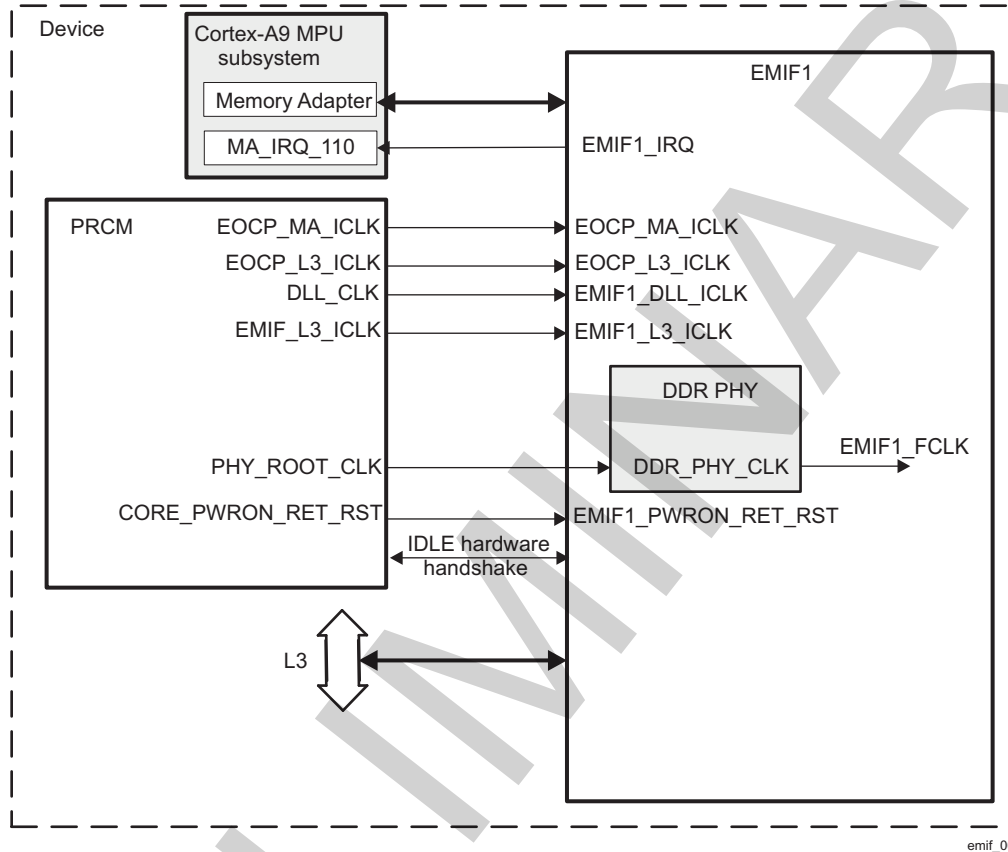 Device
Cortex-A9 MPU
subsystem
Memory Adapter
MA_IRQ_110
EMIF1
EMIF1_IRQ
PRCM
EOCP_MA_ICLK
EOCP_MA_ICLK
EOCP_L3_ICLK
EOCP_L3_ICLK
DLL_CLK
EMIF1_DLL_ICLK
EMIF_L3_ICLK
EMIF1_L3_ICLK
DDR PHY
PHY_ROOT_CLK
DDR_PHY_CLK
EMIF1_FCLK
CORE_PWRON_RET_RST
EMIF1_PWRON_RET_RST
IDLE hardware
handshake
L3
emif_0